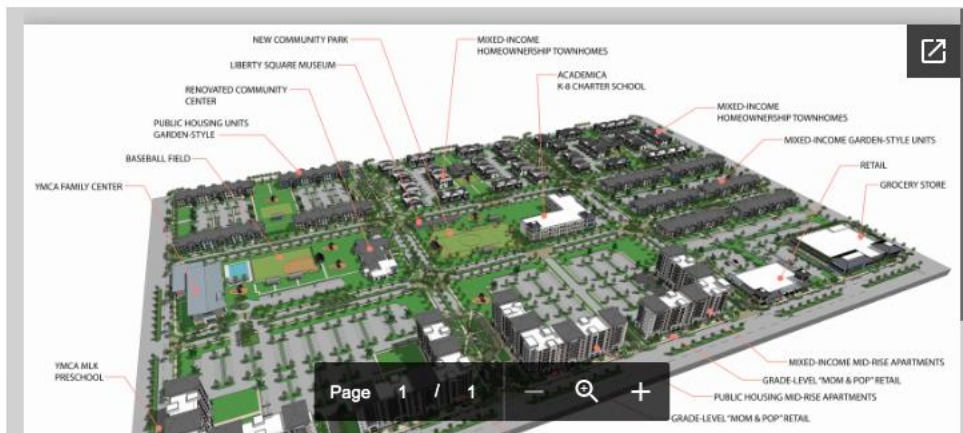 NEW COMMUNITY PARK
MIXED-INCOME
HOMEOWNERSHIP TOWNHOMES
LIBERTY SQUARE MUSEUM
ACADEMICA
K-8 CHARTER SCHOOL
RENOVATED COMMUNITY
CENTER
MIXED-INCOME
HOMEOWNERSHIP TOWNHOMES
PUBLIC HOUSING UNITS
GARDEN-STYLE
MIXED-INCOME GARDEN-STYLE UNITS
BASEBALL FIELD
RETAIL
YMCA FAMILY CENTER
GROCERY STORE
YMCA MLK
PRESCHOOL
MIXED-INCOME MID-RISE APARTMENTS
GRADE-LEVEL "MOM & POP" RETAIL
PUBLIC HOUSING MID-RISE APARTMENTS
GRADE-LEVEL "MOM & POP" RETAIL
Page 1 / 1